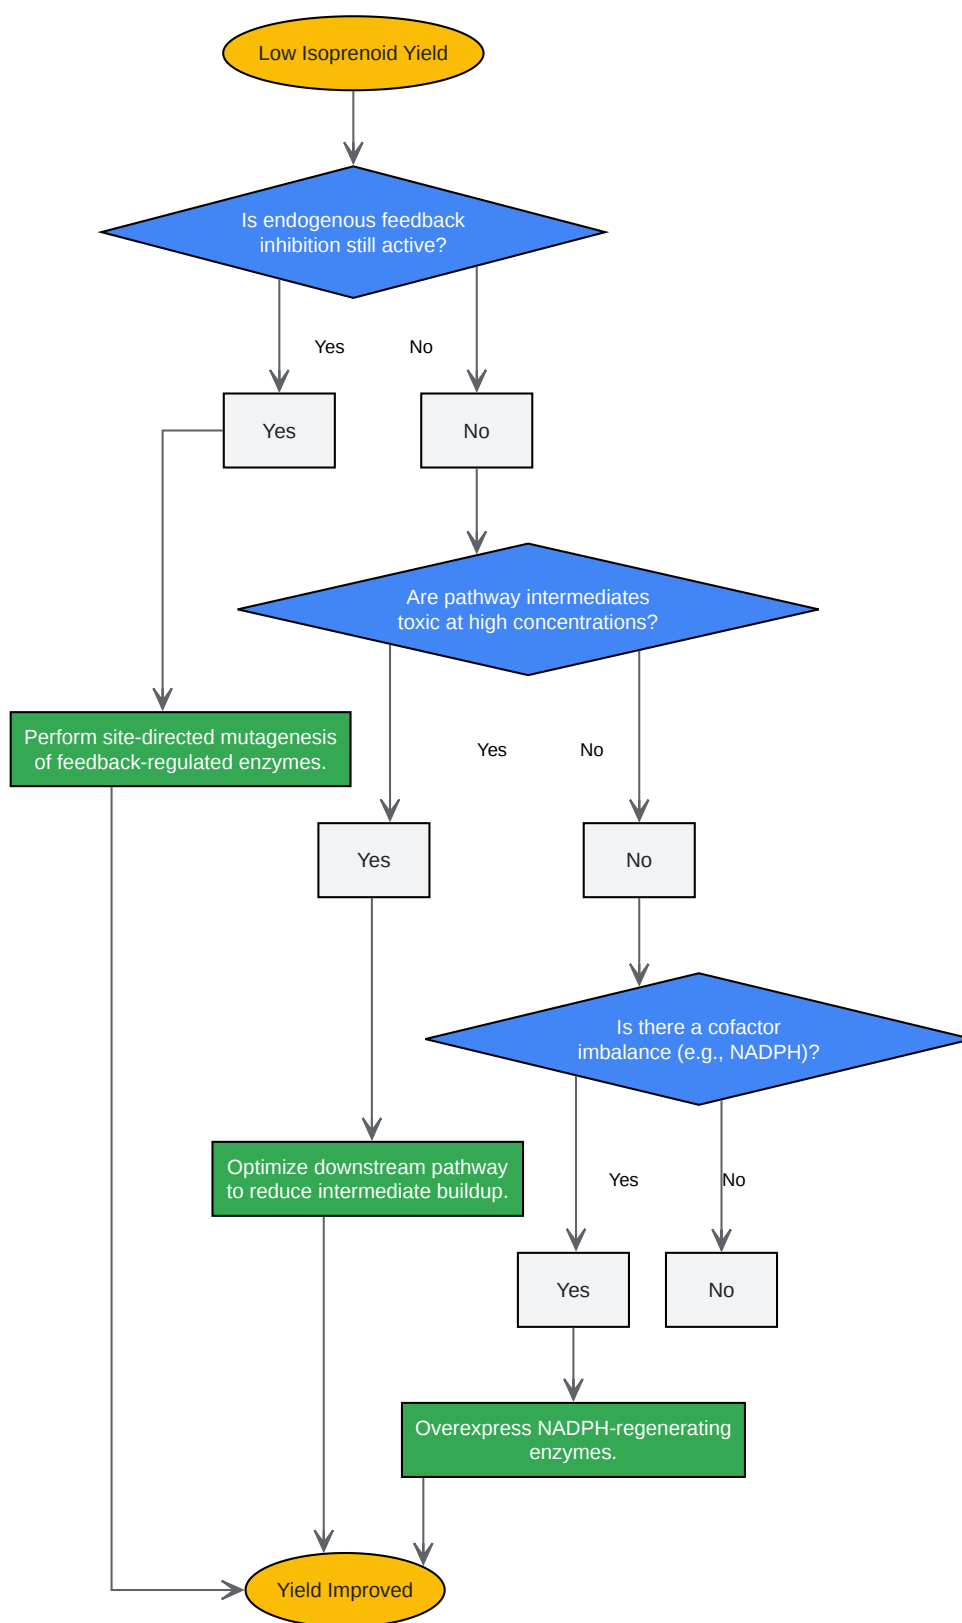 Low Isoprenoid Yield
Is endogenous feedback
inhibition still active?
Yes
No
Yes
No
Are pathway intermediates
toxic at high concentrations?
Perform site-directed mutagenesis
of feedback-regulated enzymes.
Yes
No
Yes
No
Is there a cofactor
imbalance (e.g., NADPH)?
Optimize downstream pathway
to reduce intermediate buildup.
Yes
No
Yes
No
Overexpress NADPH-regenerating
enzymes.
Yield Improved